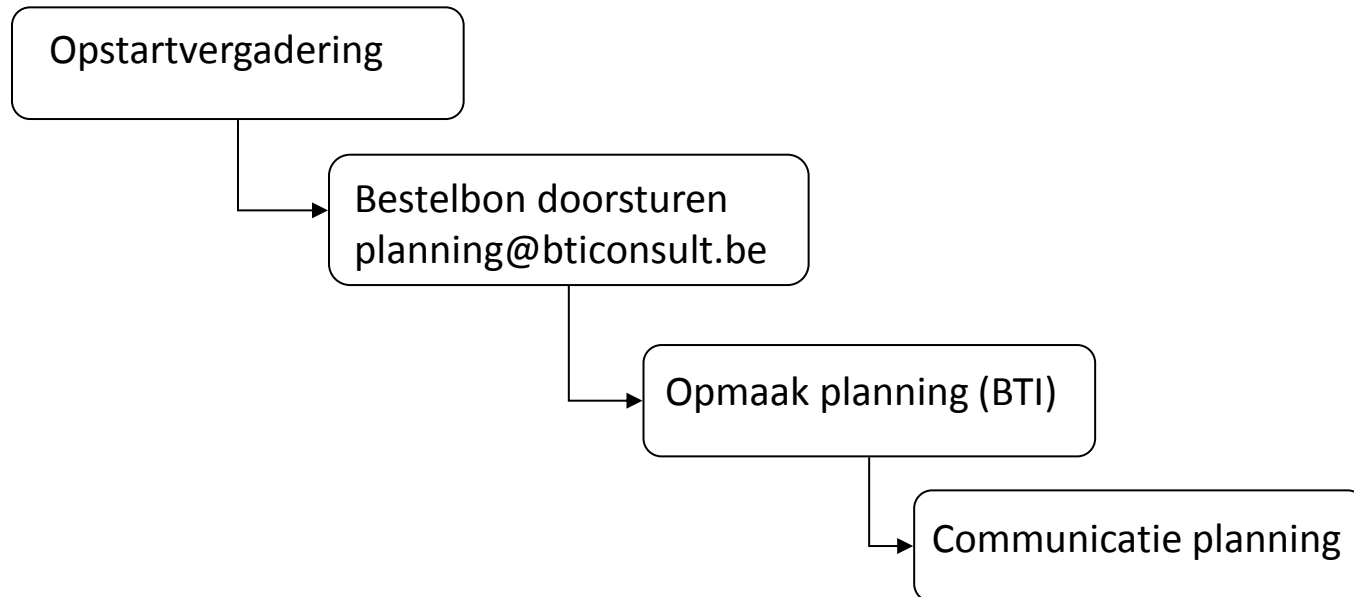 Opstartvergadering
Bestelbon doorsturen
planning@bticonsult.be
Opmaak planning (BTI)
Communicatie planning